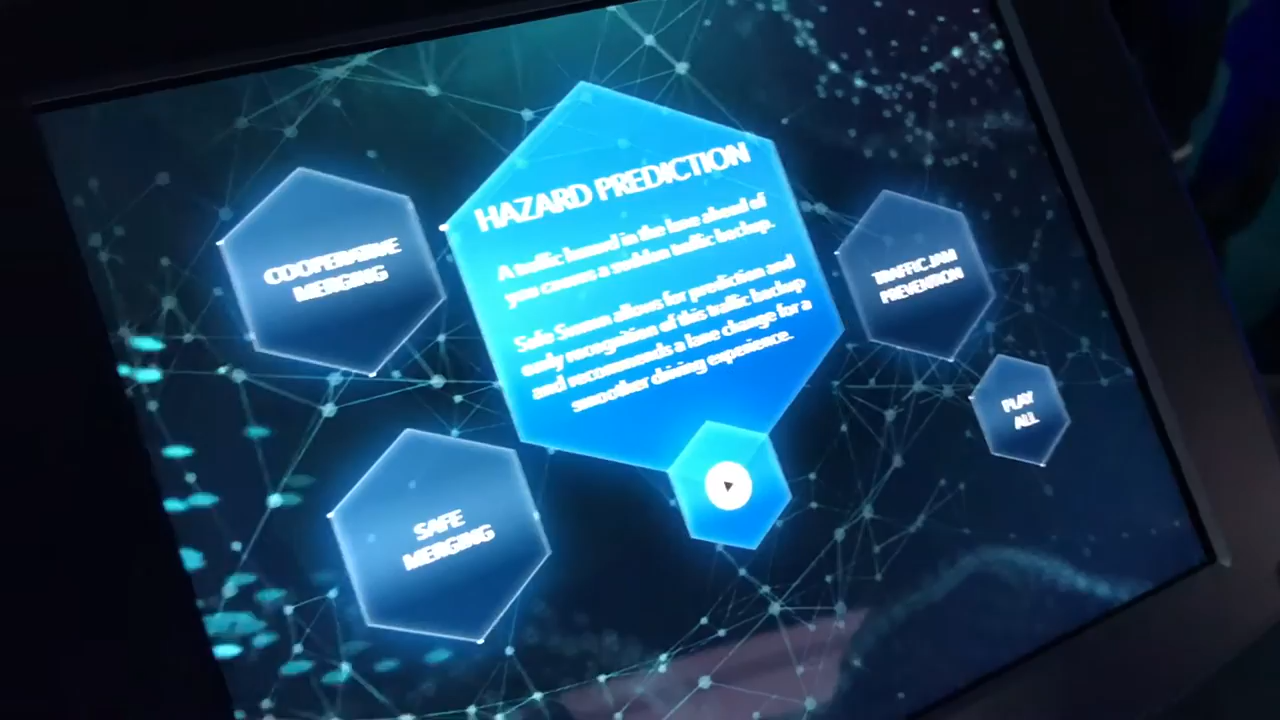 COOPERATIVE
MERGING
HAZARD PREDICTION
A traffic hazard in the lane ahead of
you causes a sudden traffic backup.
Safe Swarm allows for prediction and
early recognition of this traffic backup
and recommends a lane change for a
smoother driving experience.
TRAFFIC JAM
PREVENTION
PLAY
ALL
SAFE
MERGING